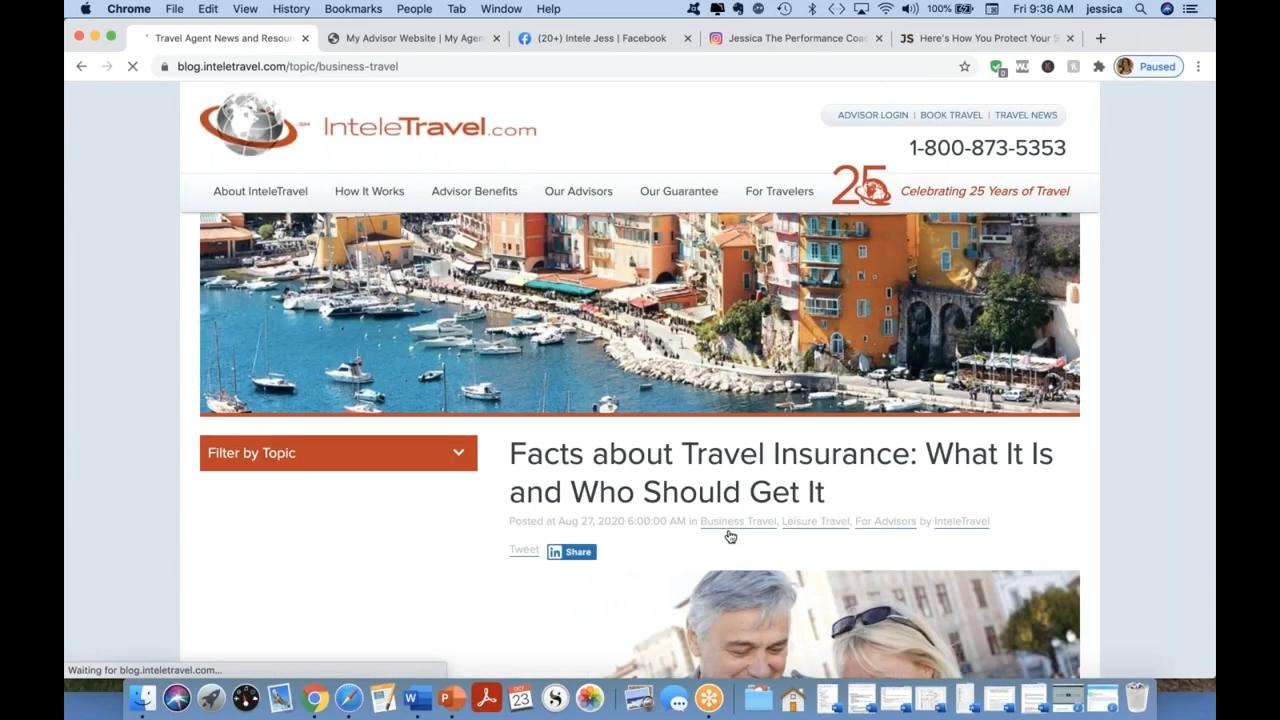 Chrome File Edit View History Bookmarks People Tab Window Help 100% Fri 9:36 AM jessica
Travel Agent News and Resour My Advisor Website | My Agen (20+) Intele Jess | Facebook Jessica The Performance Coac JS Here's How You Protect Your S
blog.inteletravel.com/topic/business-travel Paused
InteleTravel.com
ADVISOR LOGIN | BOOK TRAVEL | TRAVEL NEWS
1-800-873-5353
About InteleTravel How It Works Advisor Benefits Our Advisors Our Guarantee For Travelers 25 Celebrating 25 Years of Travel
Filter by Topic
Facts about Travel Insurance: What It Is
and Who Should Get It
Posted at Aug 27, 2020 6:00:00 AM in Business Travel, Leisure Travel, For Advisors by InteleTravel
Tweet in Share
Waiting for blog.inteletravel.com...
OCT
23